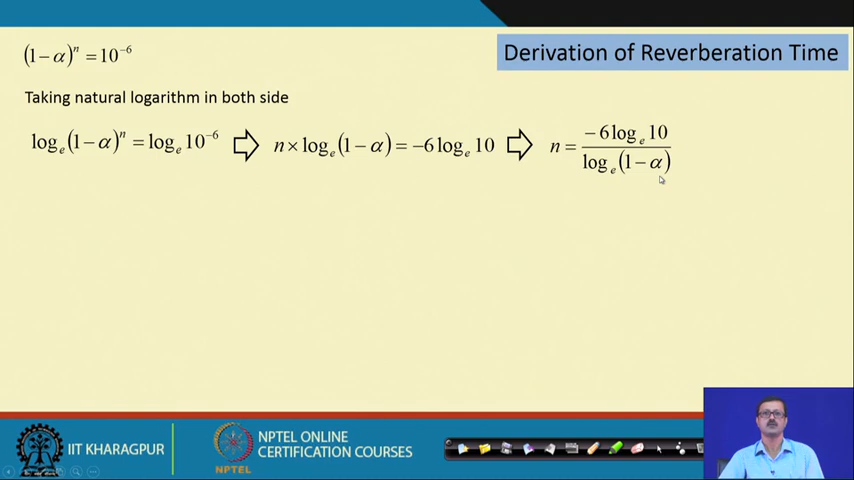 (1−α)ⁿ = 10⁻⁶
Derivation of Reverberation Time
Taking natural logarithm in both side
logₑ(1−α)ⁿ = logₑ10⁻⁶ ⇨ n × logₑ(1−α) = −6 logₑ10 ⇨ n = −6 logₑ10 / logₑ(1−α)
IIT KHARAGPUR
NPTEL
NPTEL ONLINE
CERTIFICATION COURSES